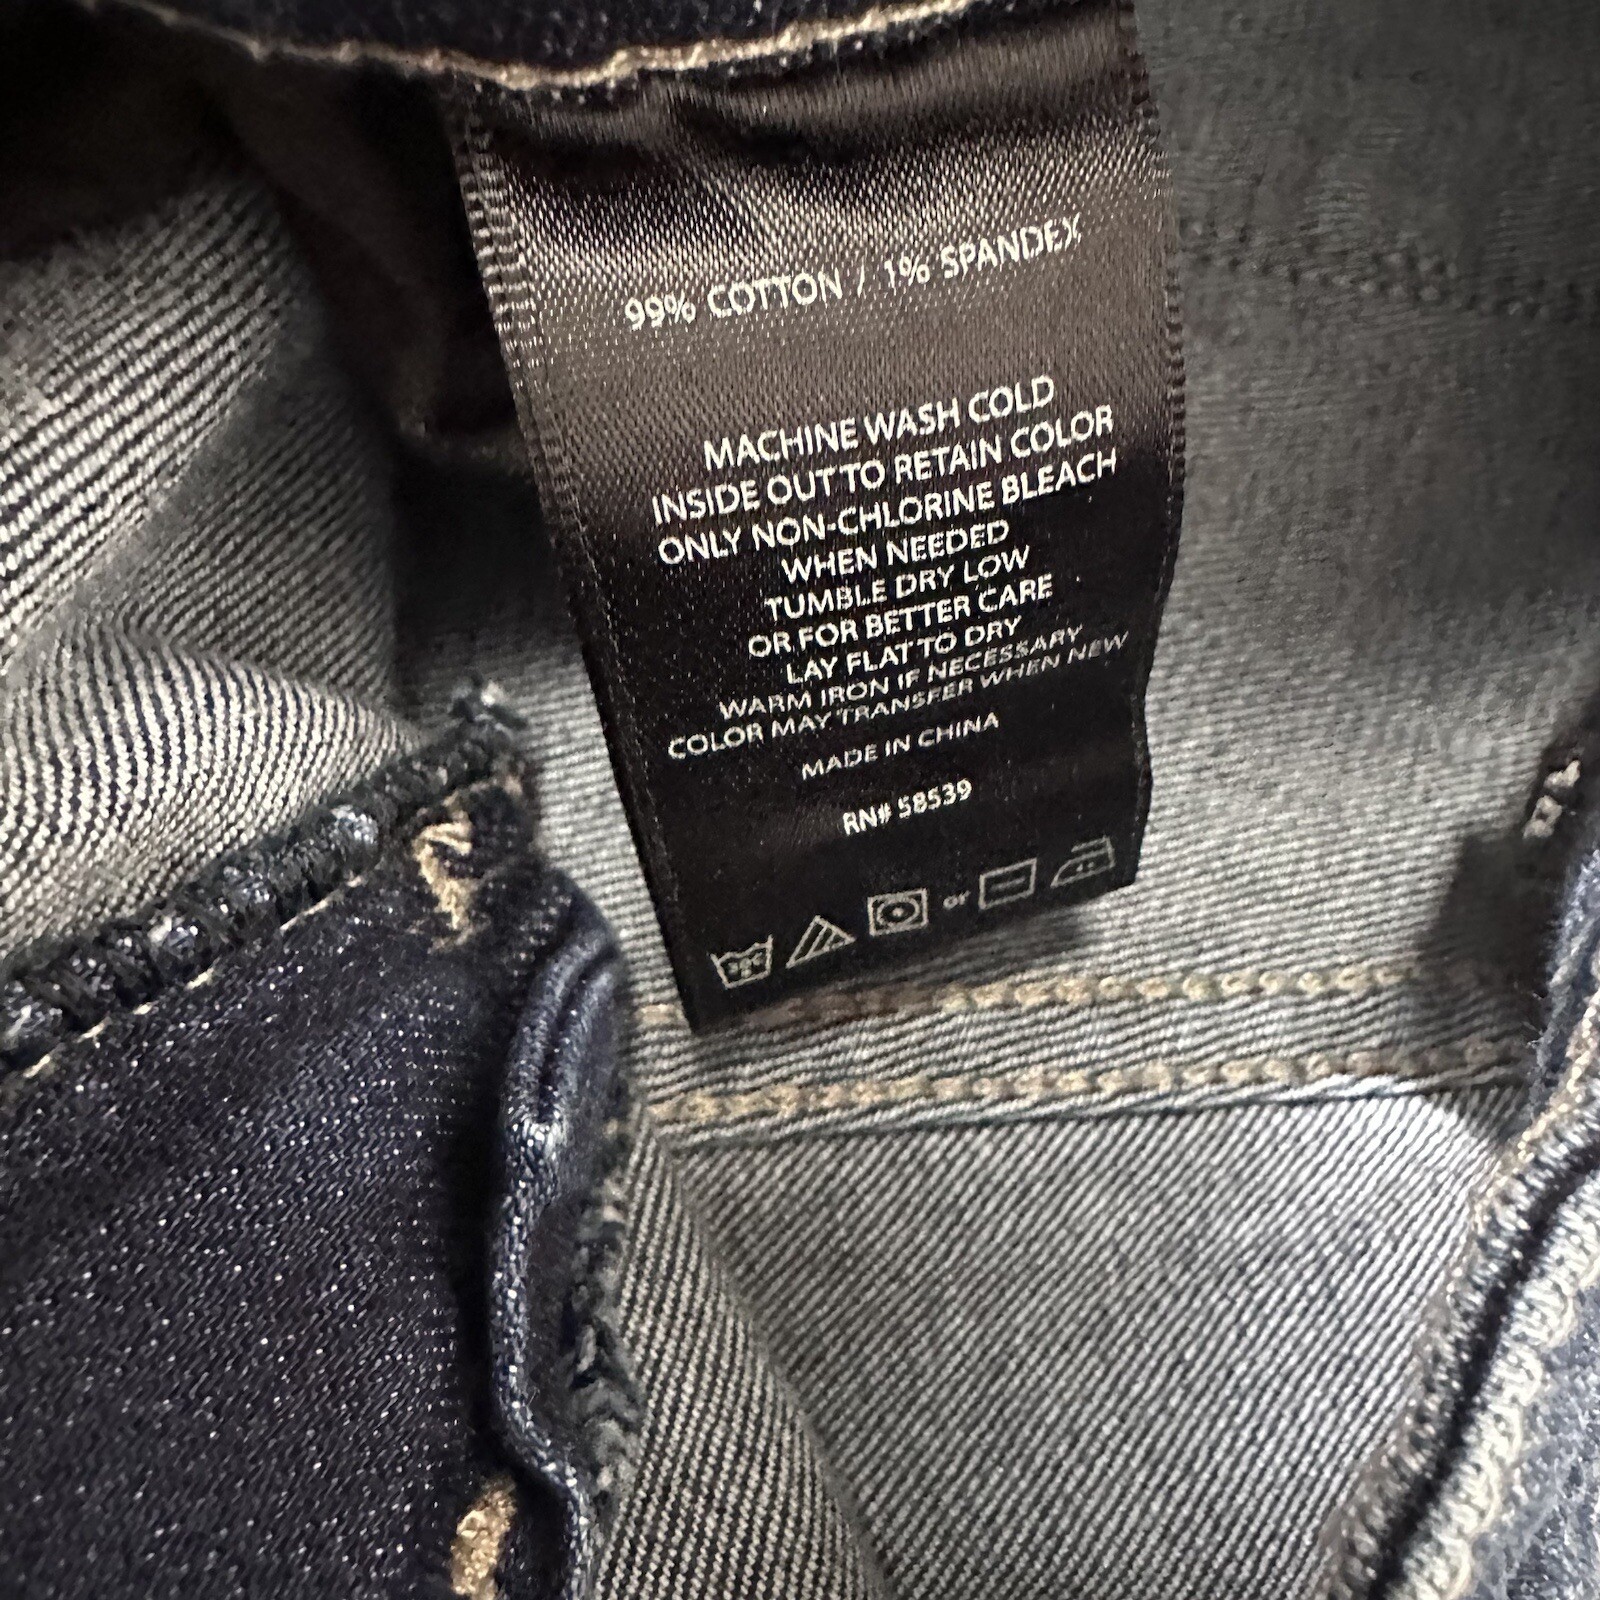 99% COTTON / 1% SPANDEX
MACHINE WASH COLD
INSIDE OUT TO RETAIN COLOR
ONLY NON-CHLORINE BLEACH
WHEN NEEDED
TUMBLE DRY LOW
OR FOR BETTER CARE
LAY FLAT TO DRY
WARM IRON IF NECESSARY
COLOR MAY TRANSFER WHEN NEW
MADE IN CHINA
RN# 58539
or